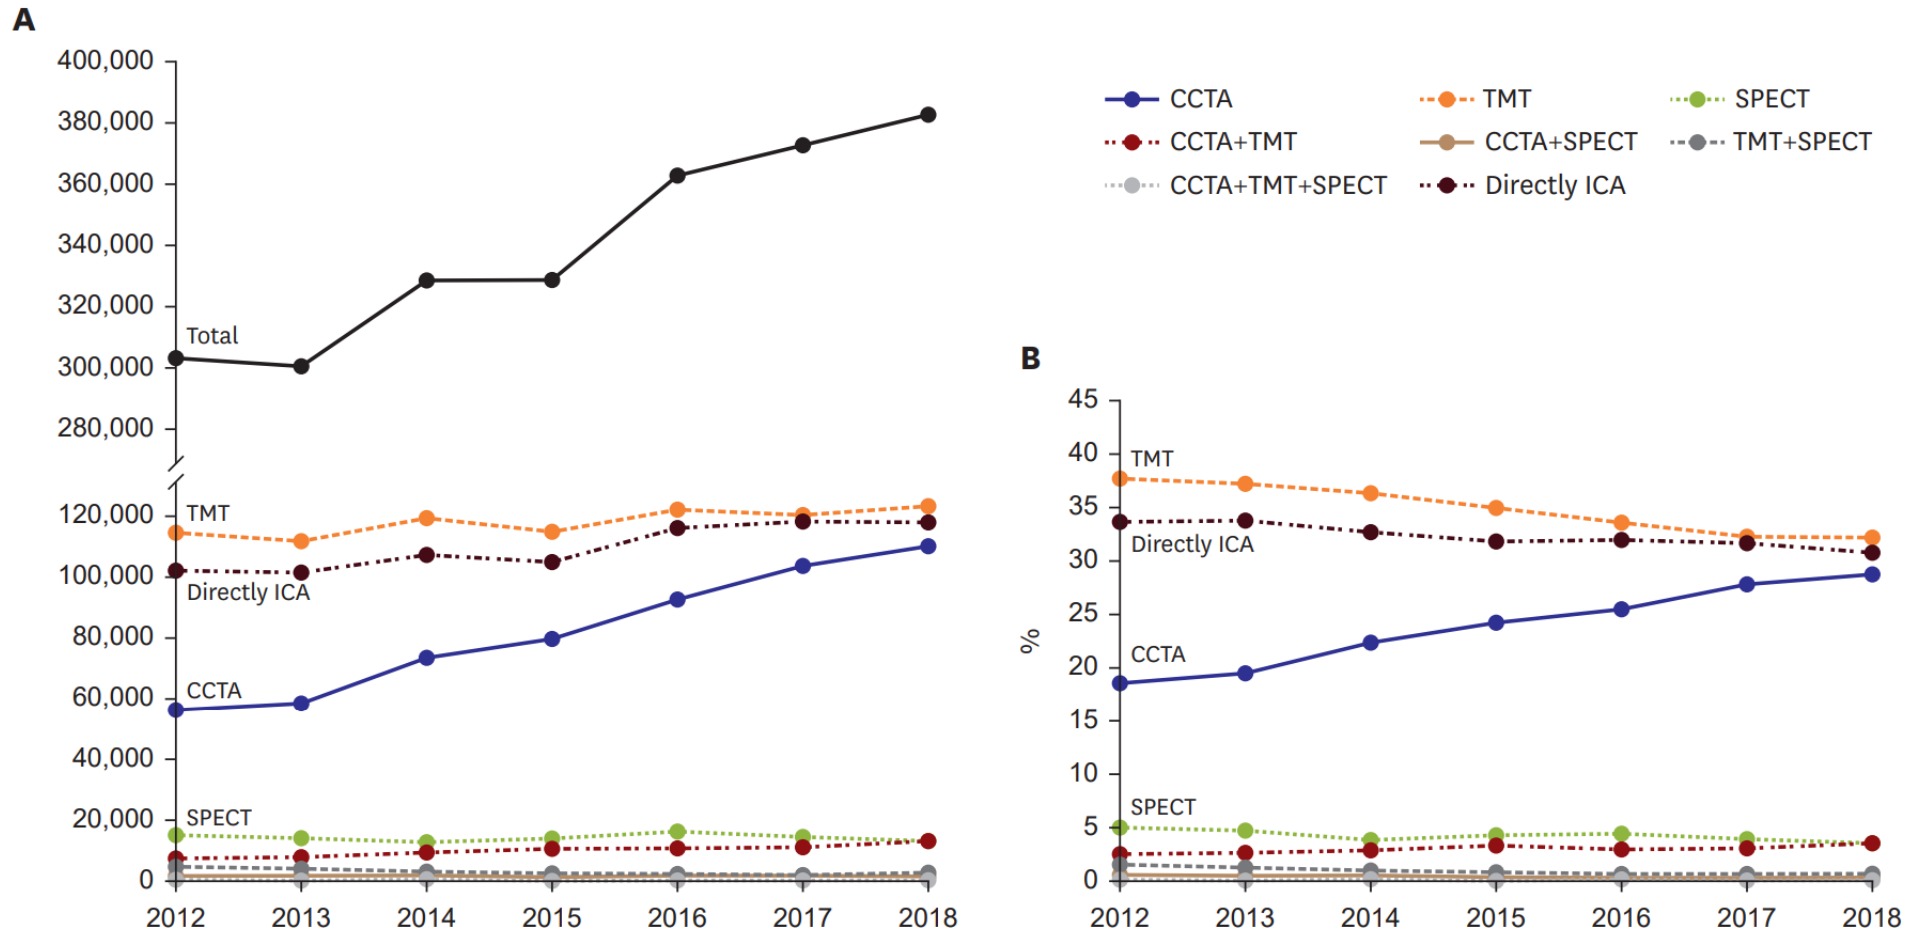 A
400,000
380,000
360,000
340,000
320,000
300,000
280,000
120,000
100,000
80,000
60,000
40,000
20,000
0
Total
TMT
Directly ICA
CCTA
SPECT
2012 2013 2014 2015 2016 2017 2018
CCTA TMT SPECT
CCTA+TMT CCTA+SPECT TMT+SPECT
CCTA+TMT+SPECT Directly ICA
B
45
40
35
30
25
20
15
10
5
0
%
TMT
Directly ICA
CCTA
SPECT
2012 2013 2014 2015 2016 2017 2018